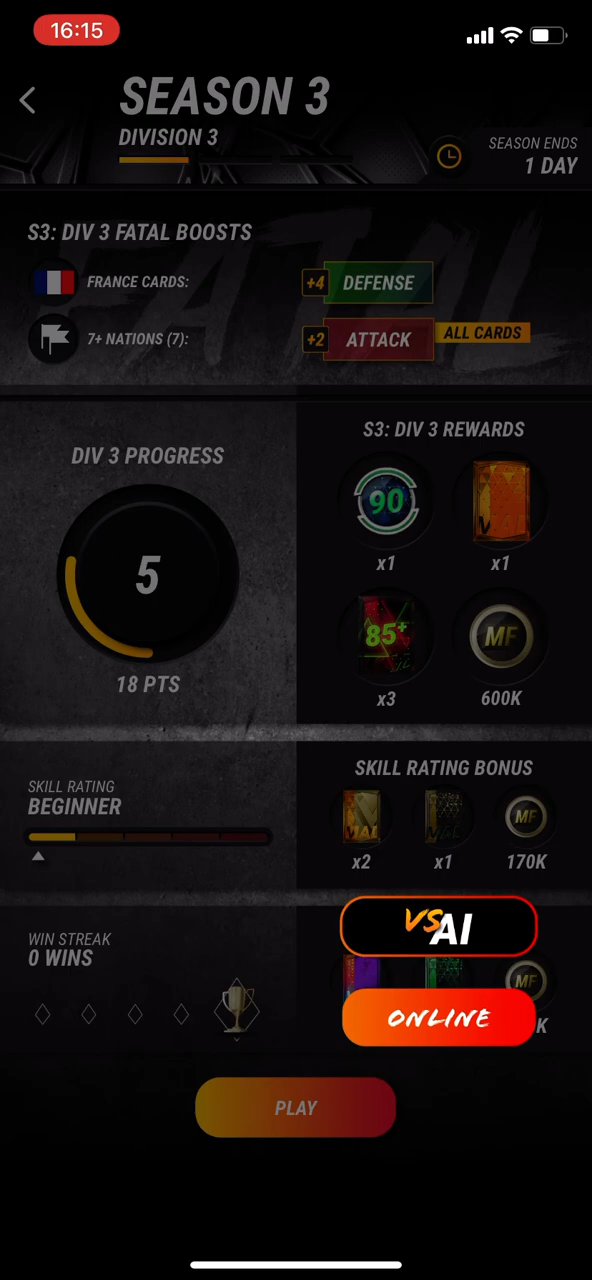 16:15
SEASON 3
DIVISION 3
SEASON ENDS
1 DAY
S3: DIV 3 FATAL BOOSTS
FRANCE CARDS:
+4 DEFENSE
7+ NATIONS (7):
+2 ATTACK ALL CARDS
FATAL
DIV 3 PROGRESS
5
18 PTS
S3: DIV 3 REWARDS
90
x1
x1
85+
x3
MF
600K
SKILL RATING
BEGINNER
SKILL RATING BONUS
x2
x1
MF
170K
WIN STREAK
0 WINS
VS AI
MF
ONLINE
K
PLAY